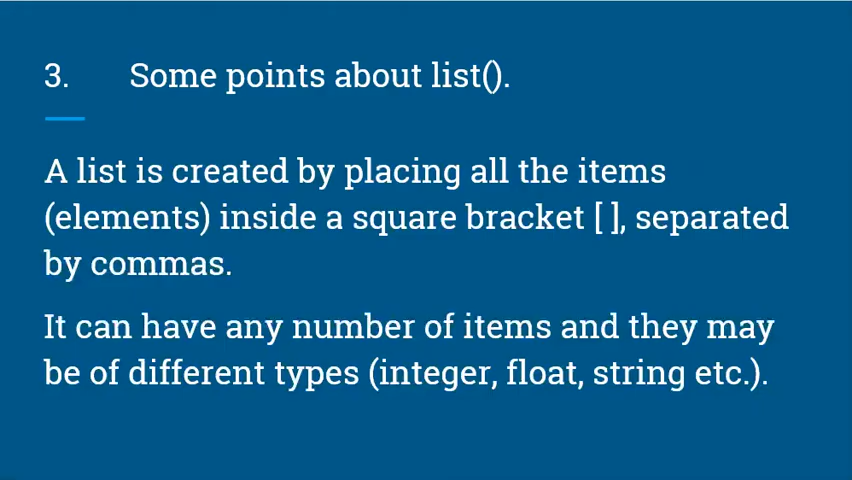 3. Some points about list().
A list is created by placing all the items
(elements) inside a square bracket [ ], separated
by commas.
It can have any number of items and they may
be of different types (integer, float, string etc.).